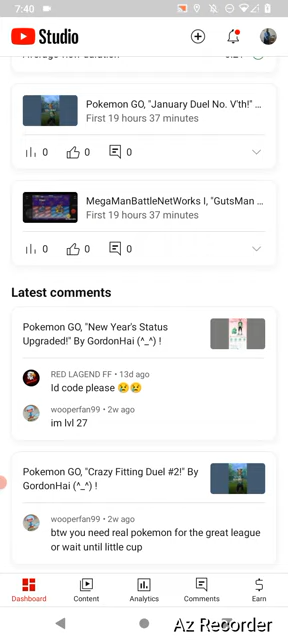 7:40
Studio
Pokemon GO, "January Duel No. V'th!" ...
First 19 hours 37 minutes
0 0 0
MegaManBattleNetWorks I, "GutsMan ...
First 19 hours 37 minutes
0 0 0
Latest comments
Pokemon GO, "New Year's Status
Upgraded!" By GordonHai (^_^) !
RED LAGEND FF • 13d ago
Id code please 😢😢
wooperfan99 • 2w ago
im lvl 27
Pokemon GO, "Crazy Fitting Duel #2!" By
GordonHai (^_^) !
wooperfan99 • 2w ago
btw you need real pokemon for the great league
or wait until little cup
Dashboard Content Analytics Comments Earn
Az Recorder